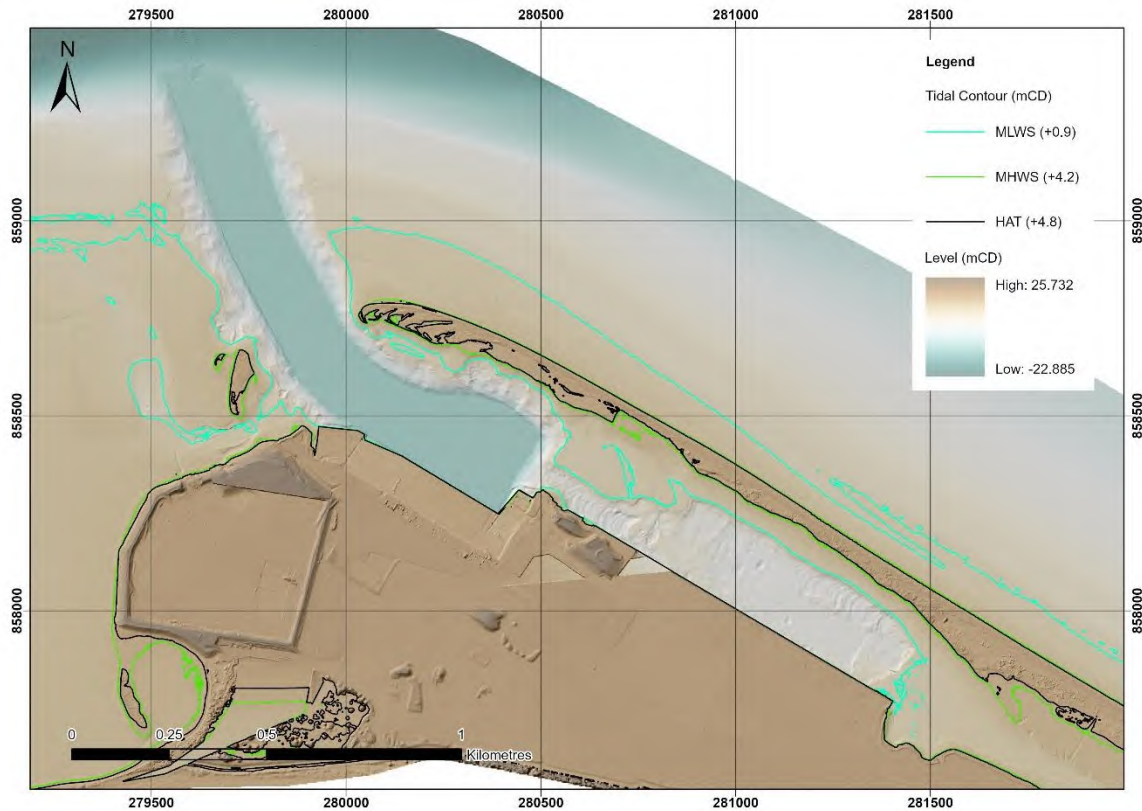 279500 280000 280500 281000 281500
N
Legend
Tidal Contour (mCD)
MLWS (+0.9)
MHWS (+4.2)
HAT (+4.8)
Level (mCD)
High: 25.732
Low: -22.885
859000 859000
858500 858500
858000 858000
0 0.25 0.5 1
Kilometres
279500 280000 280500 281000 281500